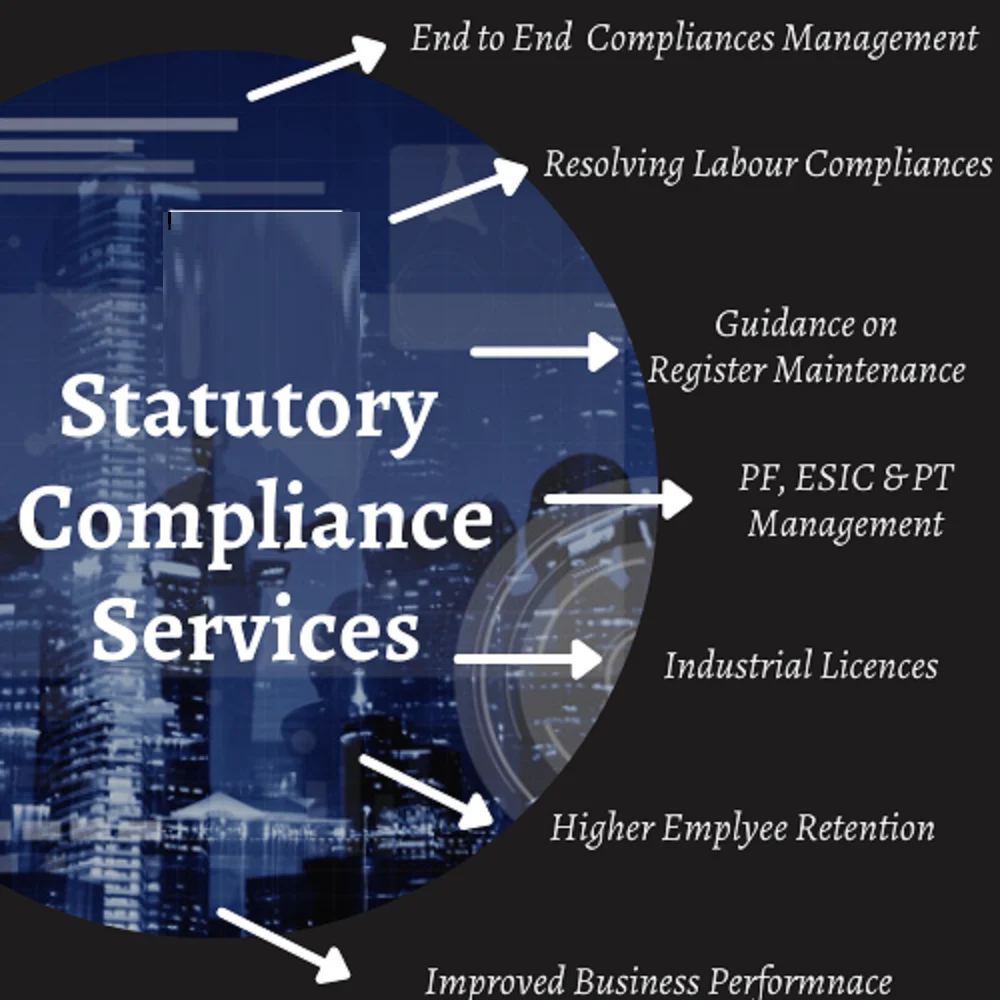 End to End Compliances Management
Resolving Labour Compliances
Guidance on
Register Maintenance
Statutory
Compliance
Services
PF, ESIC & PT
Management
Industrial Licences
Higher Emplyee Retention
Improved Business Performnace